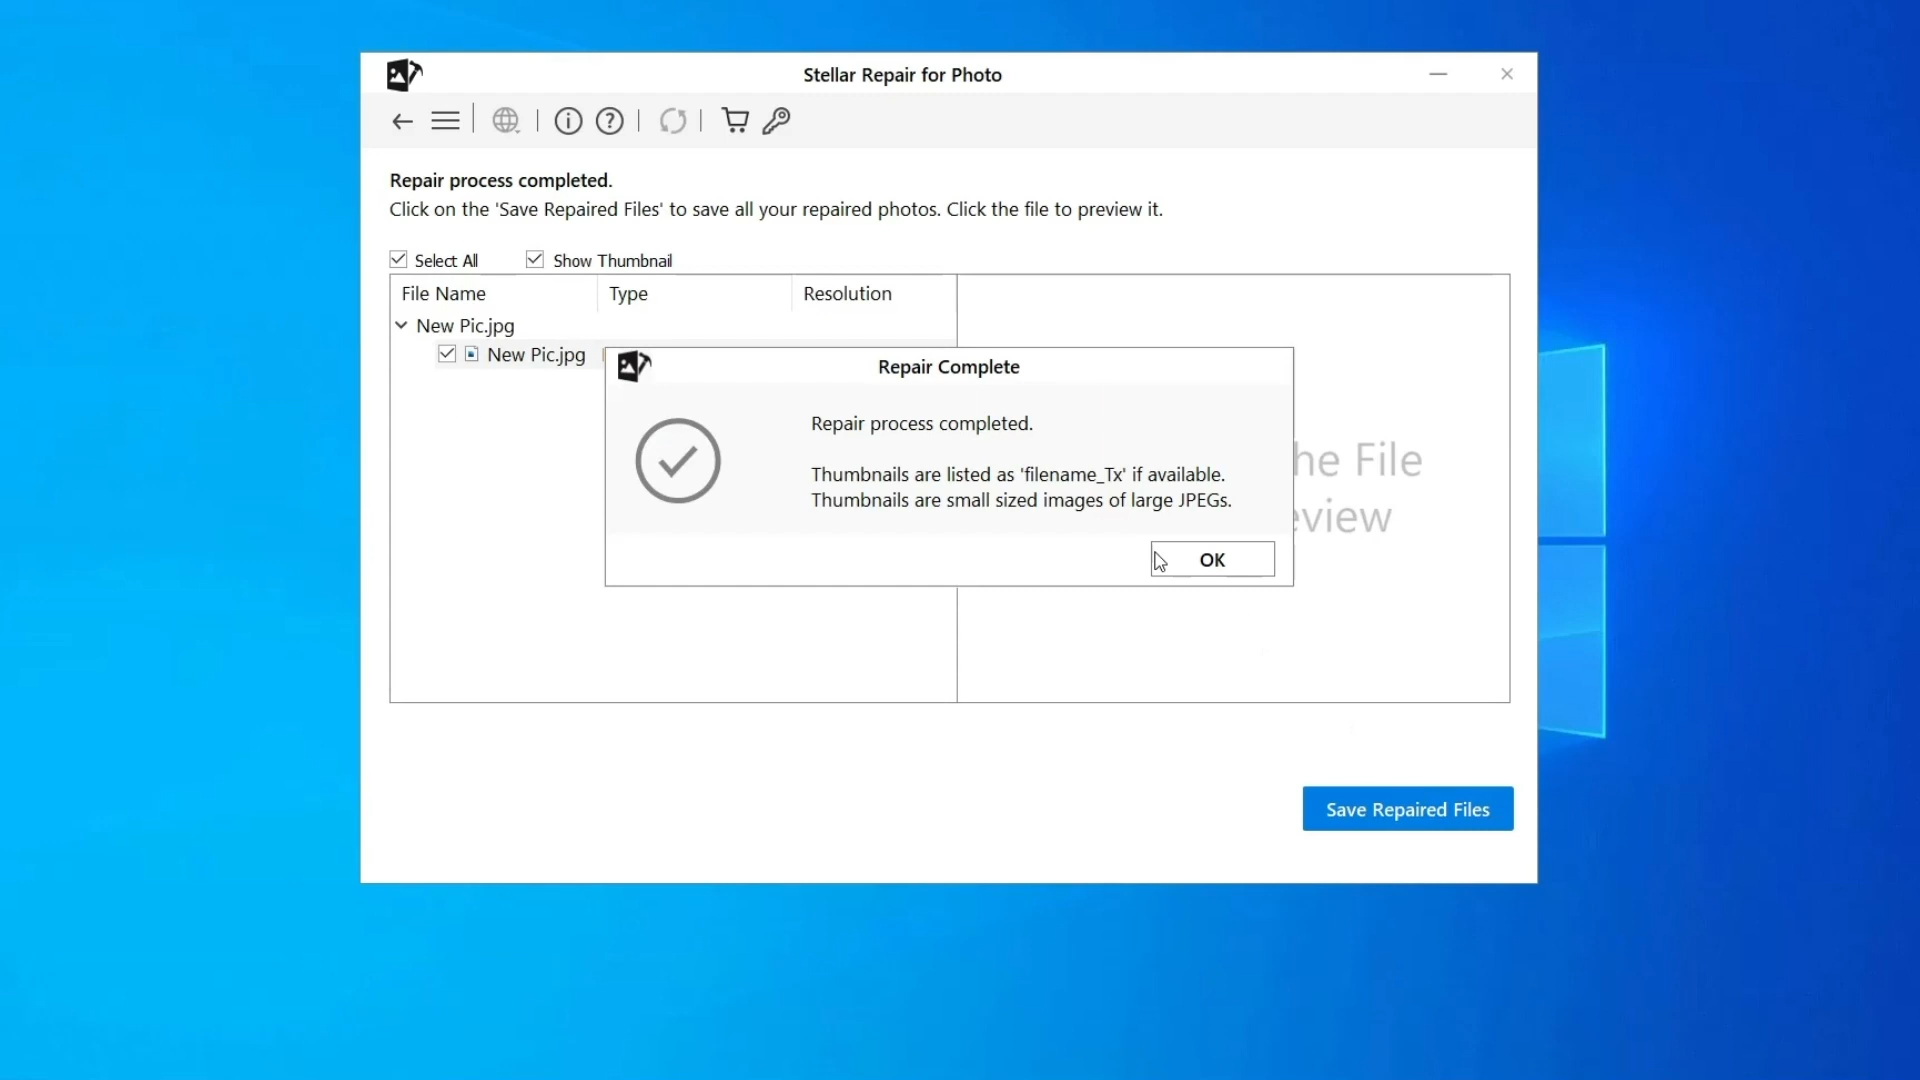 Stellar Repair for Photo
Repair process completed.
Click on the 'Save Repaired Files' to save all your repaired photos. Click the file to preview it.
Select All Show Thumbnail
File Name Type Resolution
New Pic.jpg
New Pic.jpg
Repair Complete
Repair process completed.
Thumbnails are listed as 'filename_Tx' if available.
Thumbnails are small sized images of large JPEGs.
OK
he File
eview
Save Repaired Files